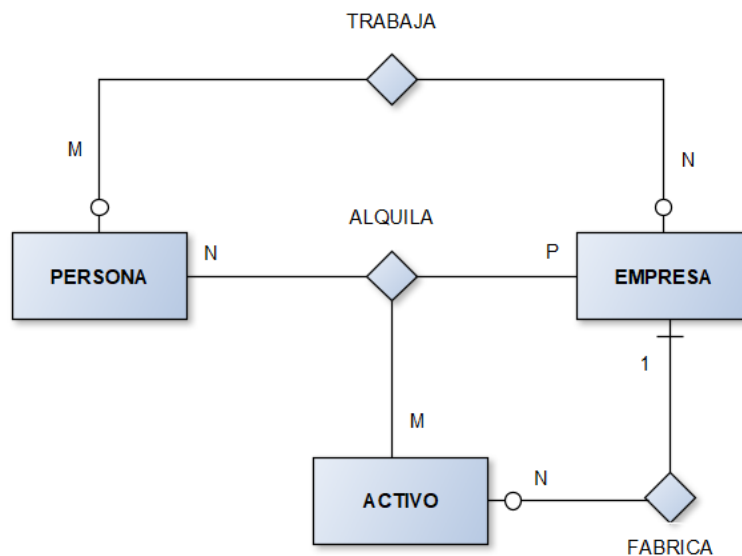 TRABAJA
M
N
ALQUILA
PERSONA
N
P
EMPRESA
1
M
ACTIVO
N
FABRICA